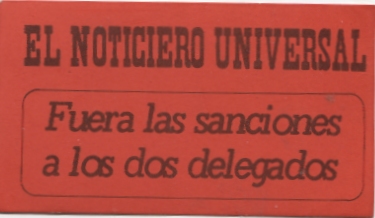 EL NOTICIERO UNIVERSAL
Fuera las sanciones
a los dos delegados